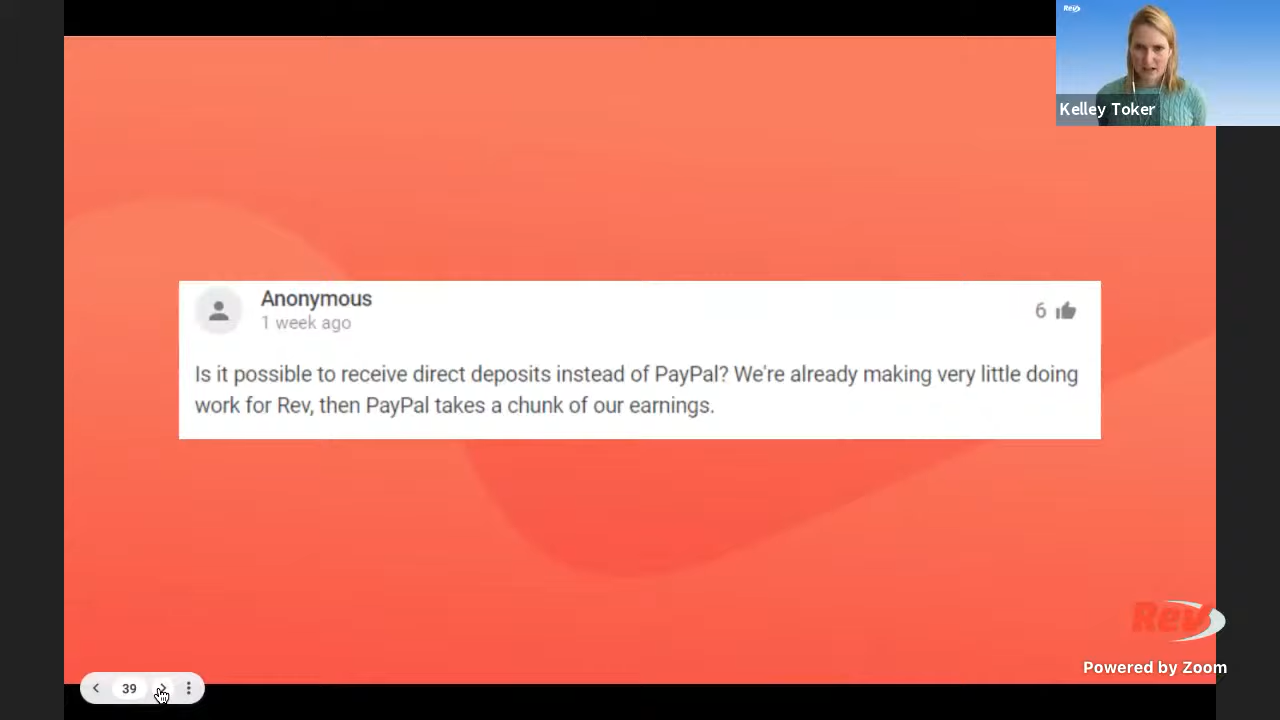 Rev
Kelley Toker
Anonymous
1 week ago
6
Is it possible to receive direct deposits instead of PayPal? We're already making very little doing
work for Rev, then PayPal takes a chunk of our earnings.
Rev
Powered by Zoom
39